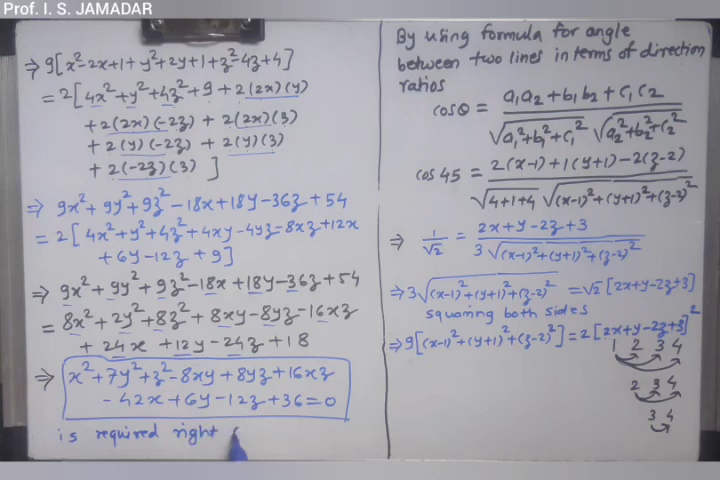 Prof. I. S. JAMADAR
⇒ 9[x²-2x+1+y²+2y+1+z²-4z+4]
= 2[4x²+y²+4z²+9+2(2x)(y)
+2(2x)(-2z)+2(2x)(3)
+2(y)(-2z)+2(y)(3)
+2(-2z)(3)]
⇒ 9x²+9y²+9z²-18x+18y-36z+54
= 2[4x²+y²+4z²+4xy-4yz-8xz+12x
+6y-12z+9]
⇒ 9x²+9y²+9z²-18x+18y-36z+54
= 8x²+2y²+8z²+8xy-8yz-16xz
+24x+12y-24z+18
⇒ x²+7y²+z²-8xy+8yz+16xz
-42x+6y-12z+36=0
is required right
By using formula for angle
between two lines in terms of direction
ratios
cosθ = a₁a₂+b₁b₂+c₁c₂ / √(a₁²+b₁²+c₁²) √(a₂²+b₂²+c₂²)
cos45 = 2(x-1)+1(y+1)-2(z-2) / √(4+1+4) √((x-1)²+(y+1)²+(z-2)²)
⇒ 1/√2 = 2x+y-2z+3 / 3√((x-1)²+(y+1)²+(z-2)²)
⇒ 3√((x-1)²+(y+1)²+(z-2)²) = √2[2x+y-2z+3]
squaring both sides
⇒ 9[(x-1)²+(y+1)²+(z-2)²] = 2[2x+y-2z+3]²
1 2 3 4
2 3 4
3 4